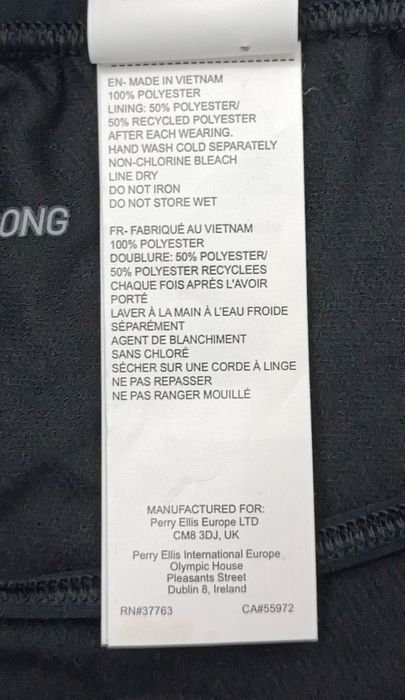 EN- MADE IN VIETNAM
100% POLYESTER
LINING: 50% POLYESTER/
50% RECYCLED POLYESTER
AFTER EACH WEARING.
HAND WASH COLD SEPARATELY
NON-CHLORINE BLEACH
LINE DRY
DO NOT IRON
DO NOT STORE WET
ONG
FR- FABRIQUÉ AU VIETNAM
100% POLYESTER
DOUBLURE: 50% POLYESTER/
50% POLYESTER RECYCLEES
CHAQUE FOIS APRÈS L'AVOIR
PORTÉ
LAVER À LA MAIN À L'EAU FROIDE
SÉPARÉMENT
AGENT DE BLANCHIMENT
SANS CHLORÉ
SÉCHER SUR UNE CORDE À LINGE
NE PAS REPASSER
NE PAS RANGER MOUILLÉ
MANUFACTURED FOR:
Perry Ellis Europe LTD
CM8 3DJ, UK
Perry Ellis International Europe
Olympic House
Pleasants Street
Dublin 8, Ireland
RN#37763 CA#55972